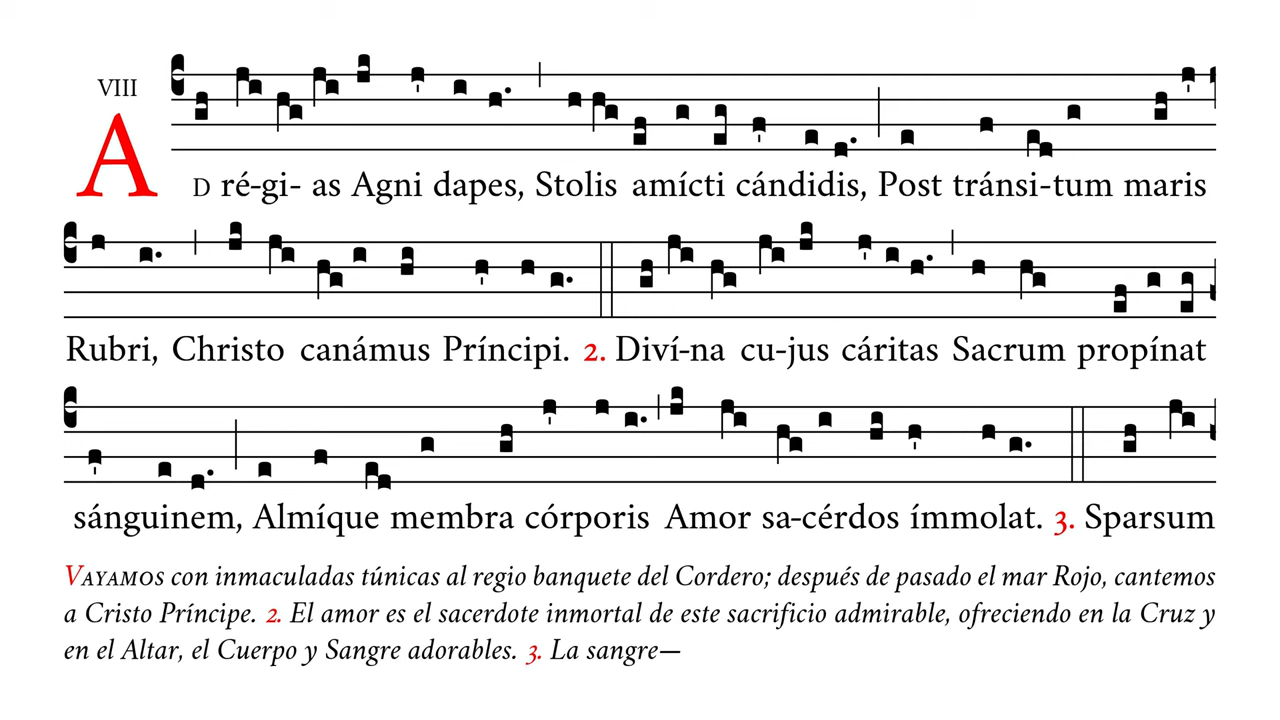 VIII
AD ré-gi- as Agni dapes, Stolis amícti cándidis, Post tránsi-tum maris
Rubri, Christo canámus Príncipi. 2. Diví-na cu-jus cáritas Sacrum propínat
sánguinem, Almíque membra córporis Amor sa-cérdos ímmolat. 3. Sparsum
VAYAMOS con inmaculadas túnicas al regio banquete del Cordero; después de pasado el mar Rojo, cantemos
a Cristo Príncipe. 2. El amor es el sacerdote inmortal de este sacrificio admirable, ofreciendo en la Cruz y
en el Altar, el Cuerpo y Sangre adorables. 3. La sangre—